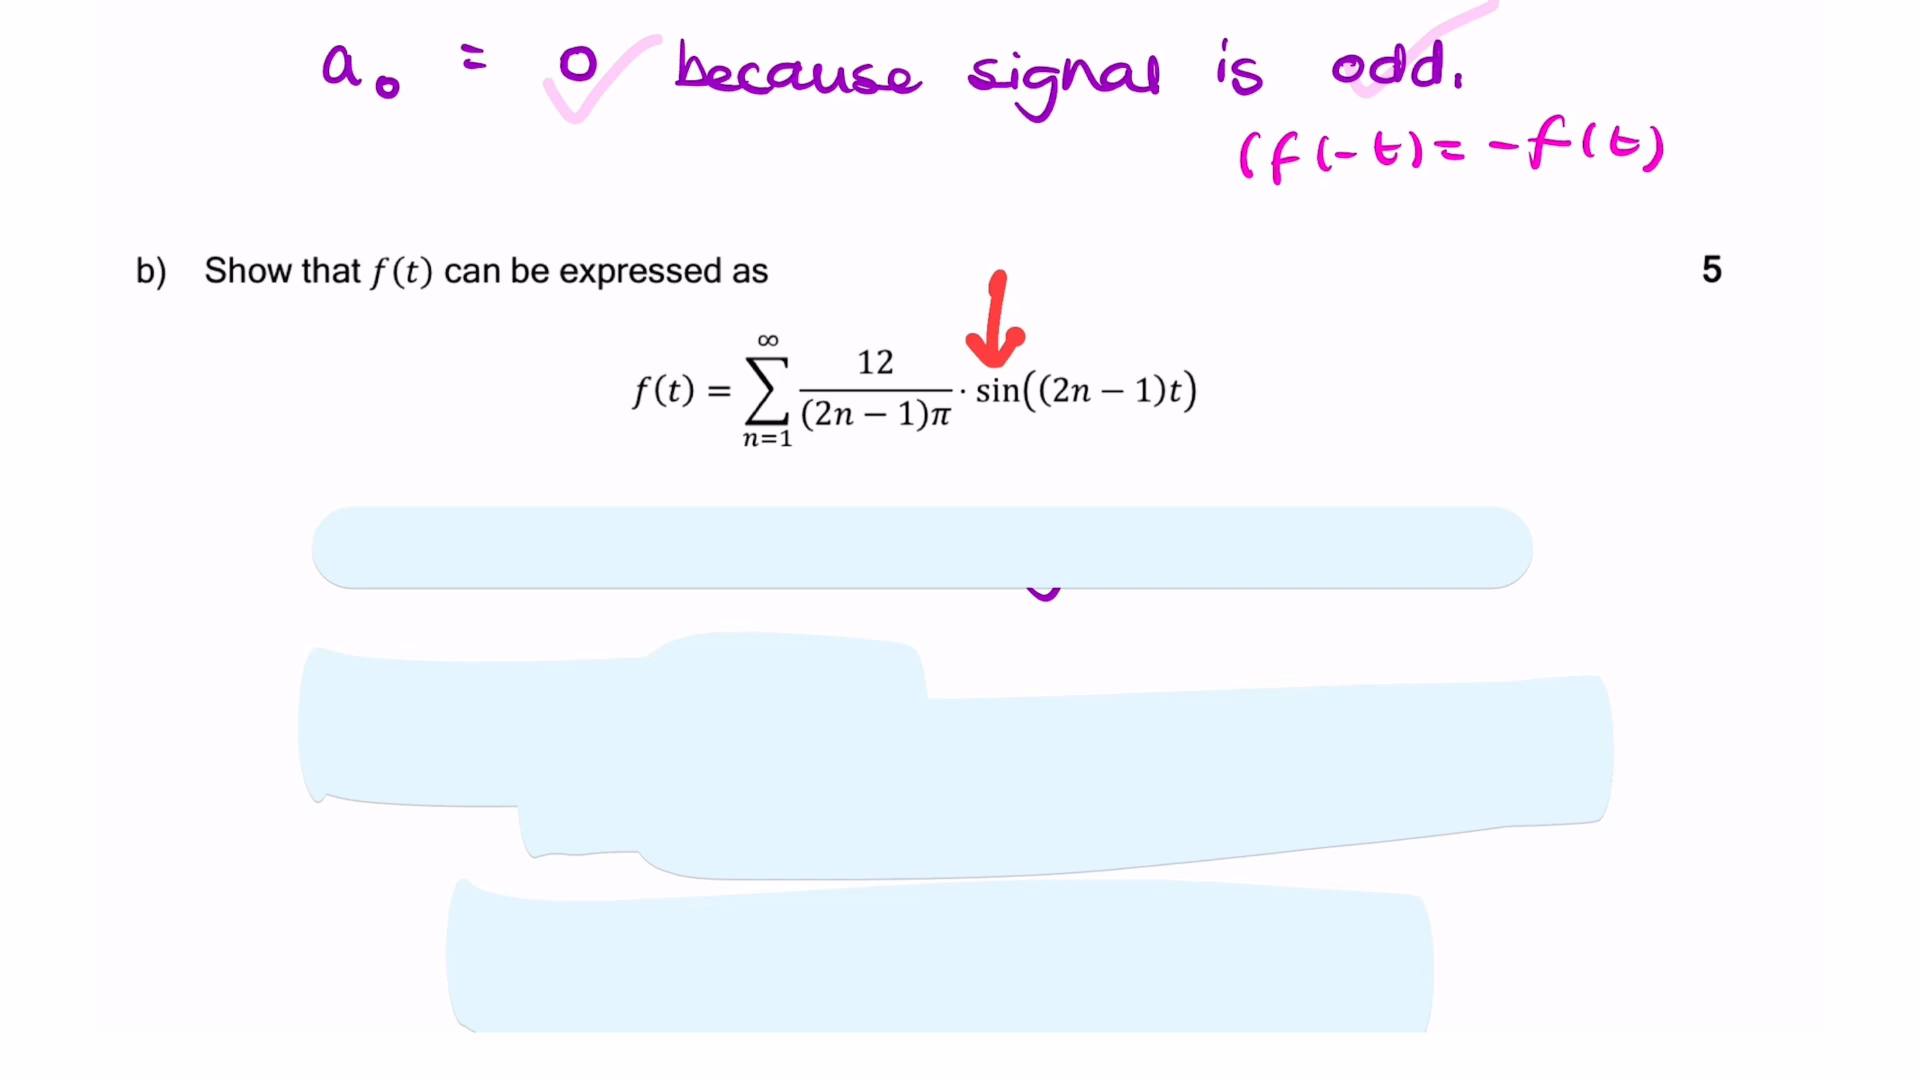 a₀ = 0 because signal is odd.
(f(-t)= -f(t)
b) Show that f(t) can be expressed as 5
f(t) = ∑_{n=1}^{∞} 12/((2n − 1)π) · sin((2n − 1)t)